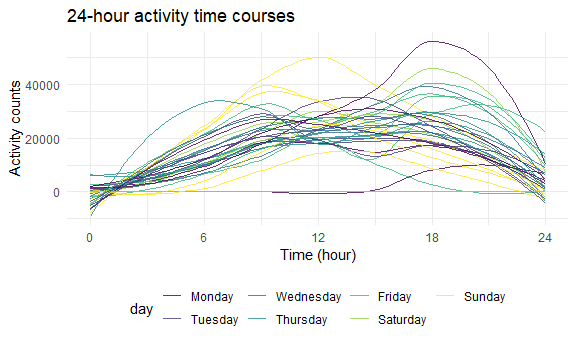 24-hour activity time courses
Activity counts
40000
20000
0
0 6 12 18 24
Time (hour)
day
Monday Wednesday Friday Sunday
Tuesday Thursday Saturday